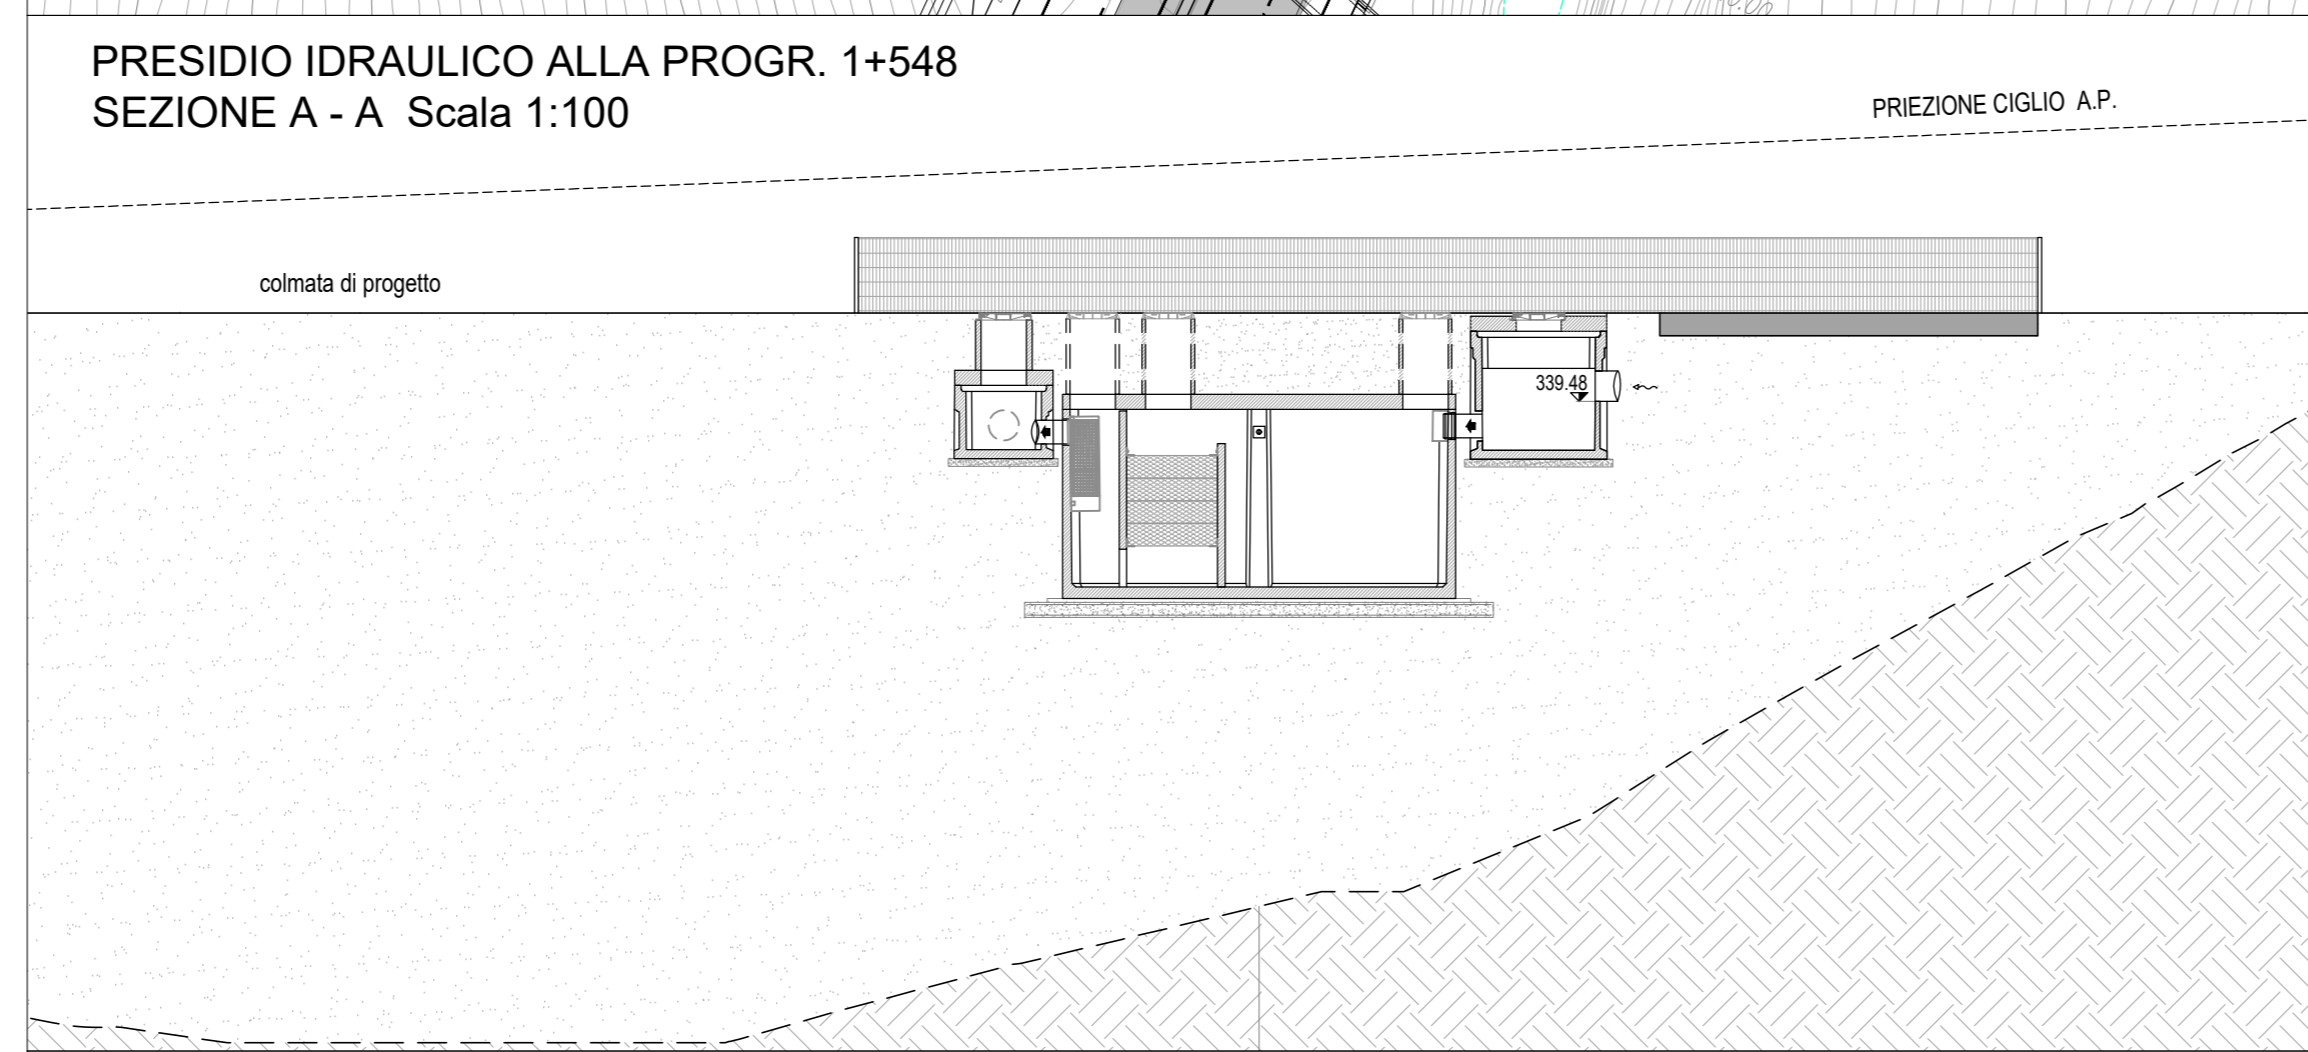 PRESIDIO IDRAULICO ALLA PROGR. 1+548
SEZIONE A - A Scala 1:100
PRIEZIONE CIGLIO A.P.
colmata di progetto
339.48